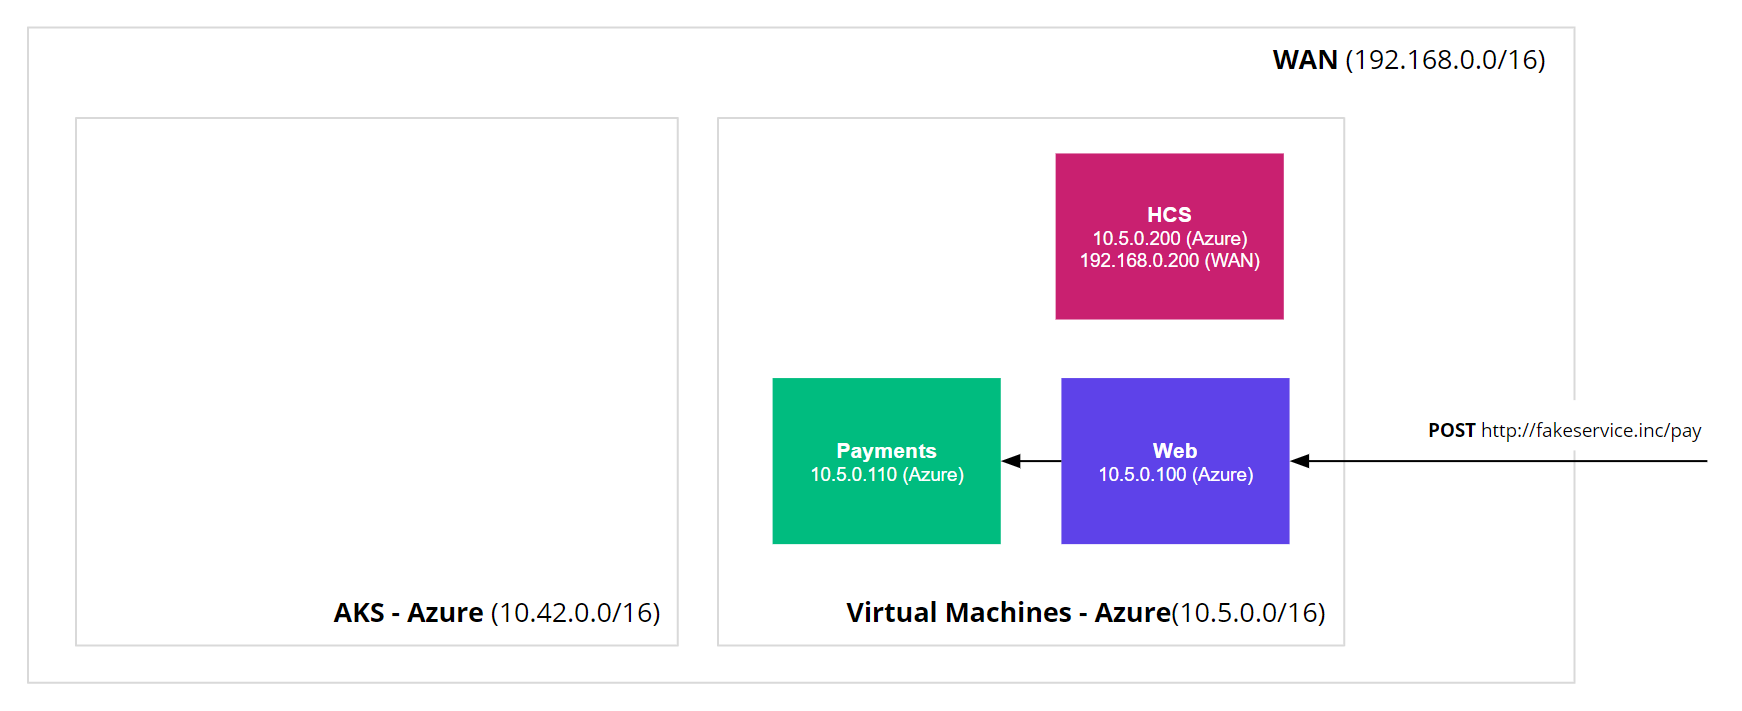 WAN (192.168.0.0/16)
HCS
10.5.0.200 (Azure)
192.168.0.200 (WAN)
POST http://fakeservice.inc/pay
Payments
10.5.0.110 (Azure)
Web
10.5.0.100 (Azure)
AKS - Azure (10.42.0.0/16)
Virtual Machines - Azure(10.5.0.0/16)